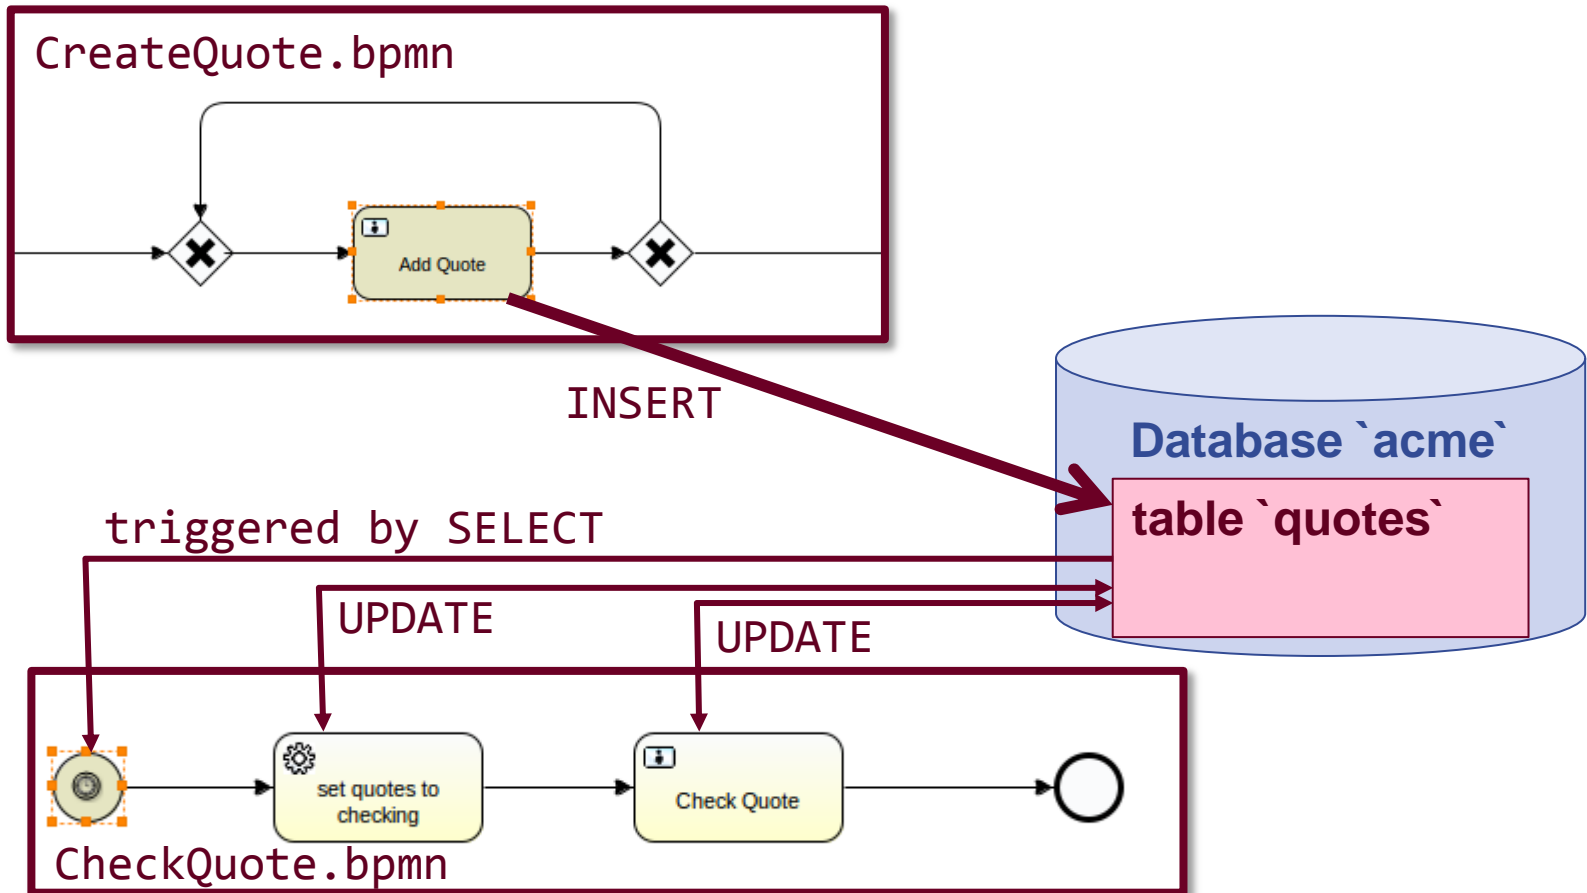 CreateQuote.bpmn
Add Quote
INSERT
Database `acme`
table `quotes`
triggered by SELECT
UPDATE
UPDATE
set quotes to
checking
Check Quote
CheckQuote.bpmn